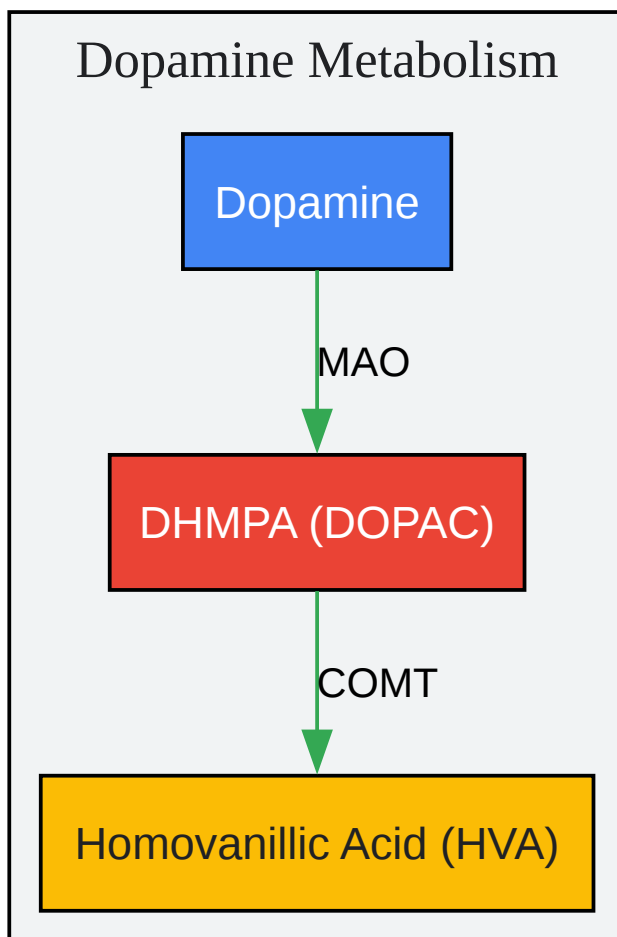 Dopamine Metabolism
Dopamine
MAO
DHMPA (DOPAC)
COMT
Homovanillic Acid (HVA)